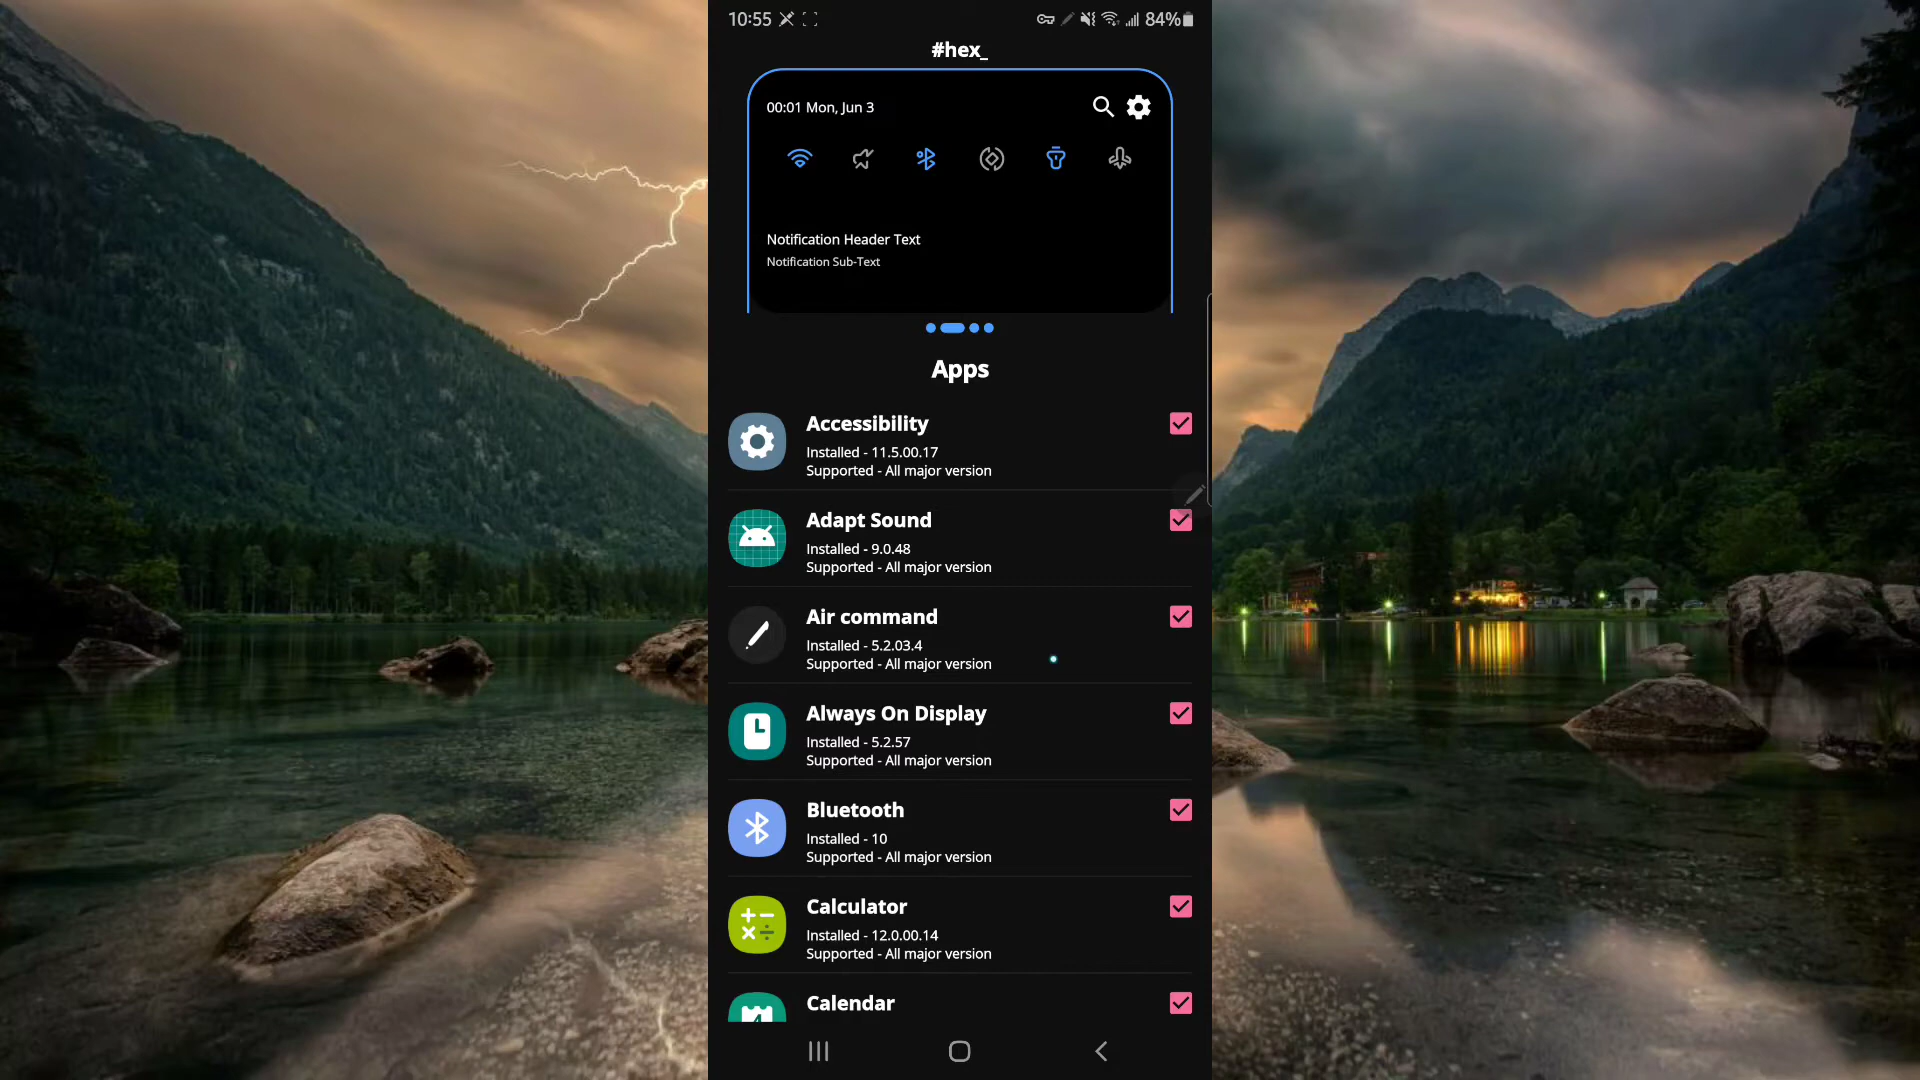 10:55
84%
#hex_
00:01 Mon, Jun 3
Notification Header Text
Notification Sub-Text
Apps
Accessibility
Installed - 11.5.00.17
Supported - All major version
Adapt Sound
Installed - 9.0.48
Supported - All major version
Air command
Installed - 5.2.03.4
Supported - All major version
Always On Display
Installed - 5.2.57
Supported - All major version
Bluetooth
Installed - 10
Supported - All major version
Calculator
Installed - 12.0.00.14
Supported - All major version
Calendar